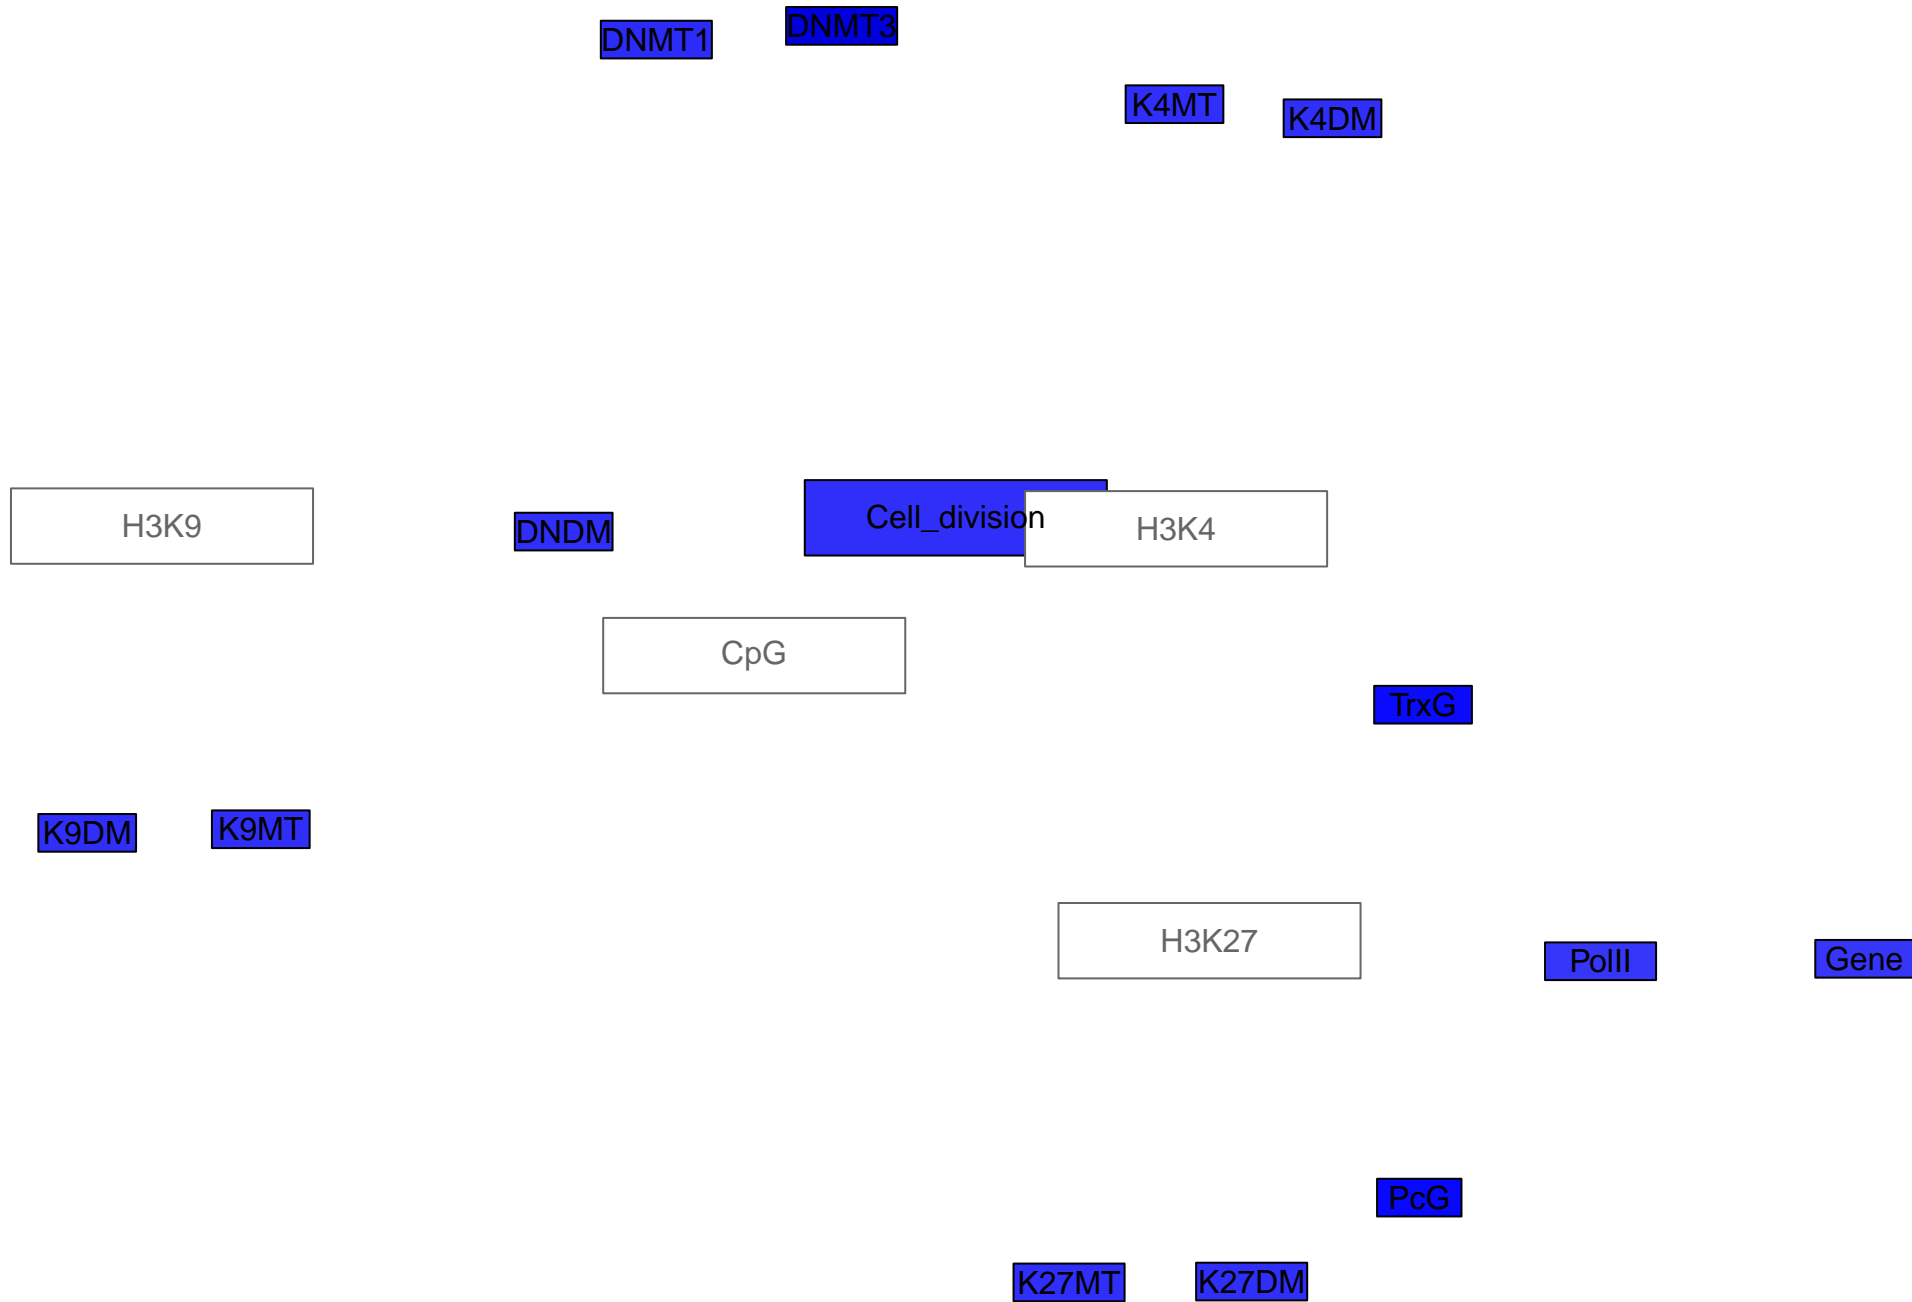 DNMT1
DNMT3
K4MT
K4DM
H3K9
DNDM
Cell_division
H3K4
CpG
TrxG
K9DM
K9MT
H3K27
PolII
Gene
PcG
K27MT
K27DM